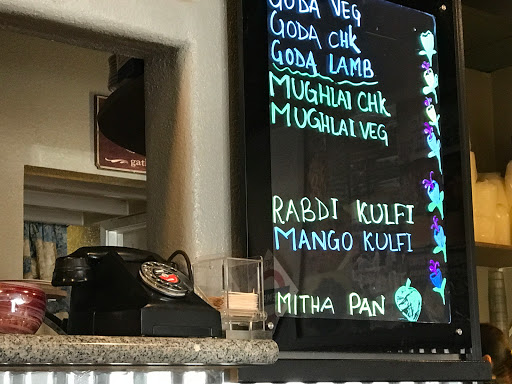 GODA VEG
GODA CHK
GODA LAMB
MUGHLAI CHK
MUGHLAI VEG
RABDI KULFI
MANGO KULFI
MITHA PAN